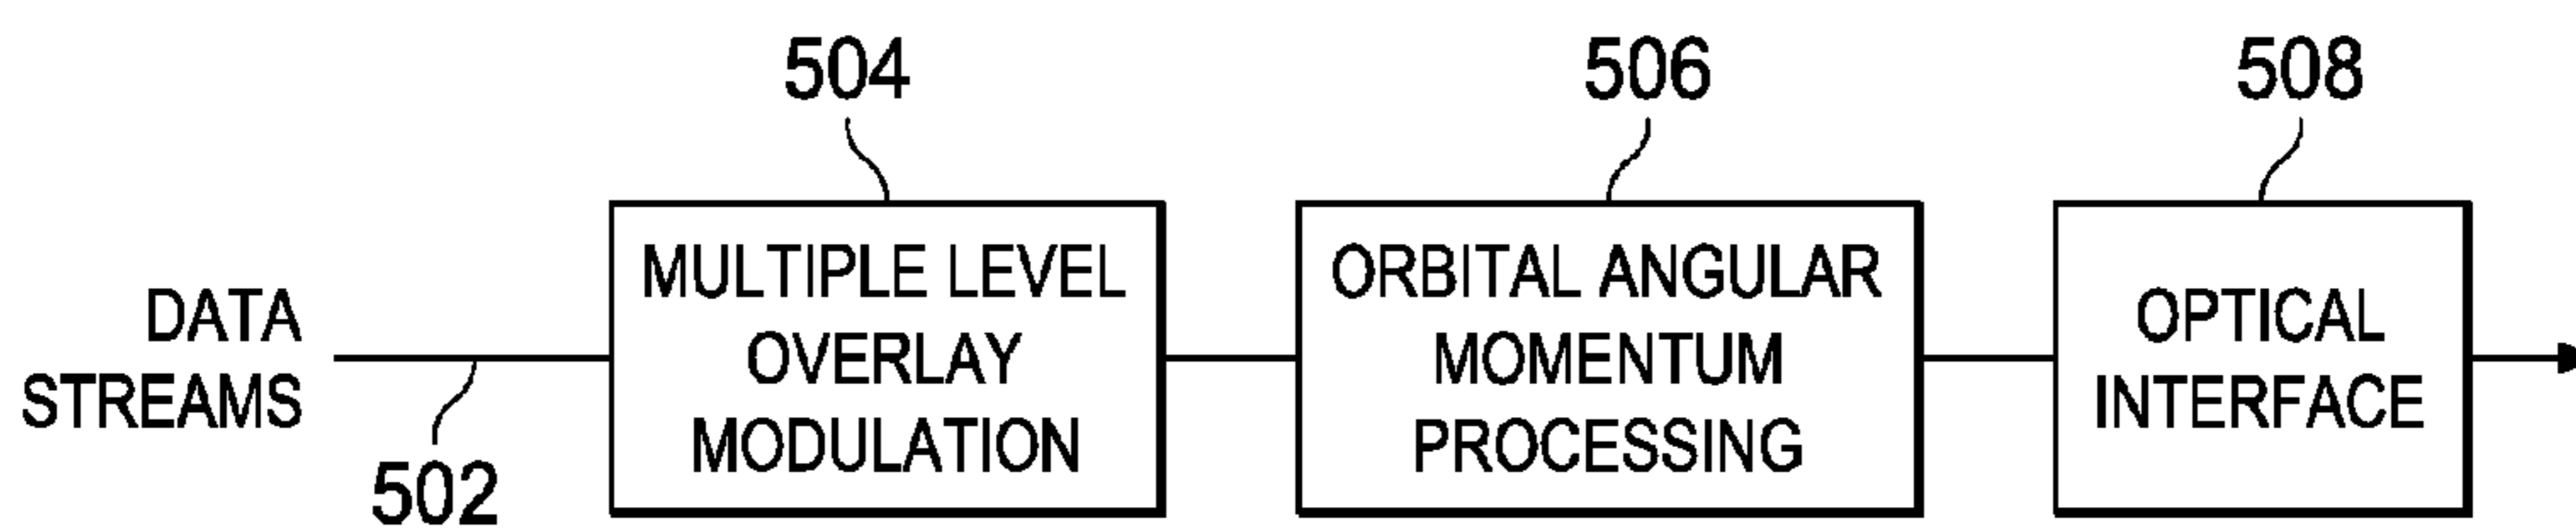 504
506
508
DATA
STREAMS
502
MULTIPLE LEVEL
OVERLAY
MODULATION
ORBITAL ANGULAR
MOMENTUM
PROCESSING
OPTICAL
INTERFACE